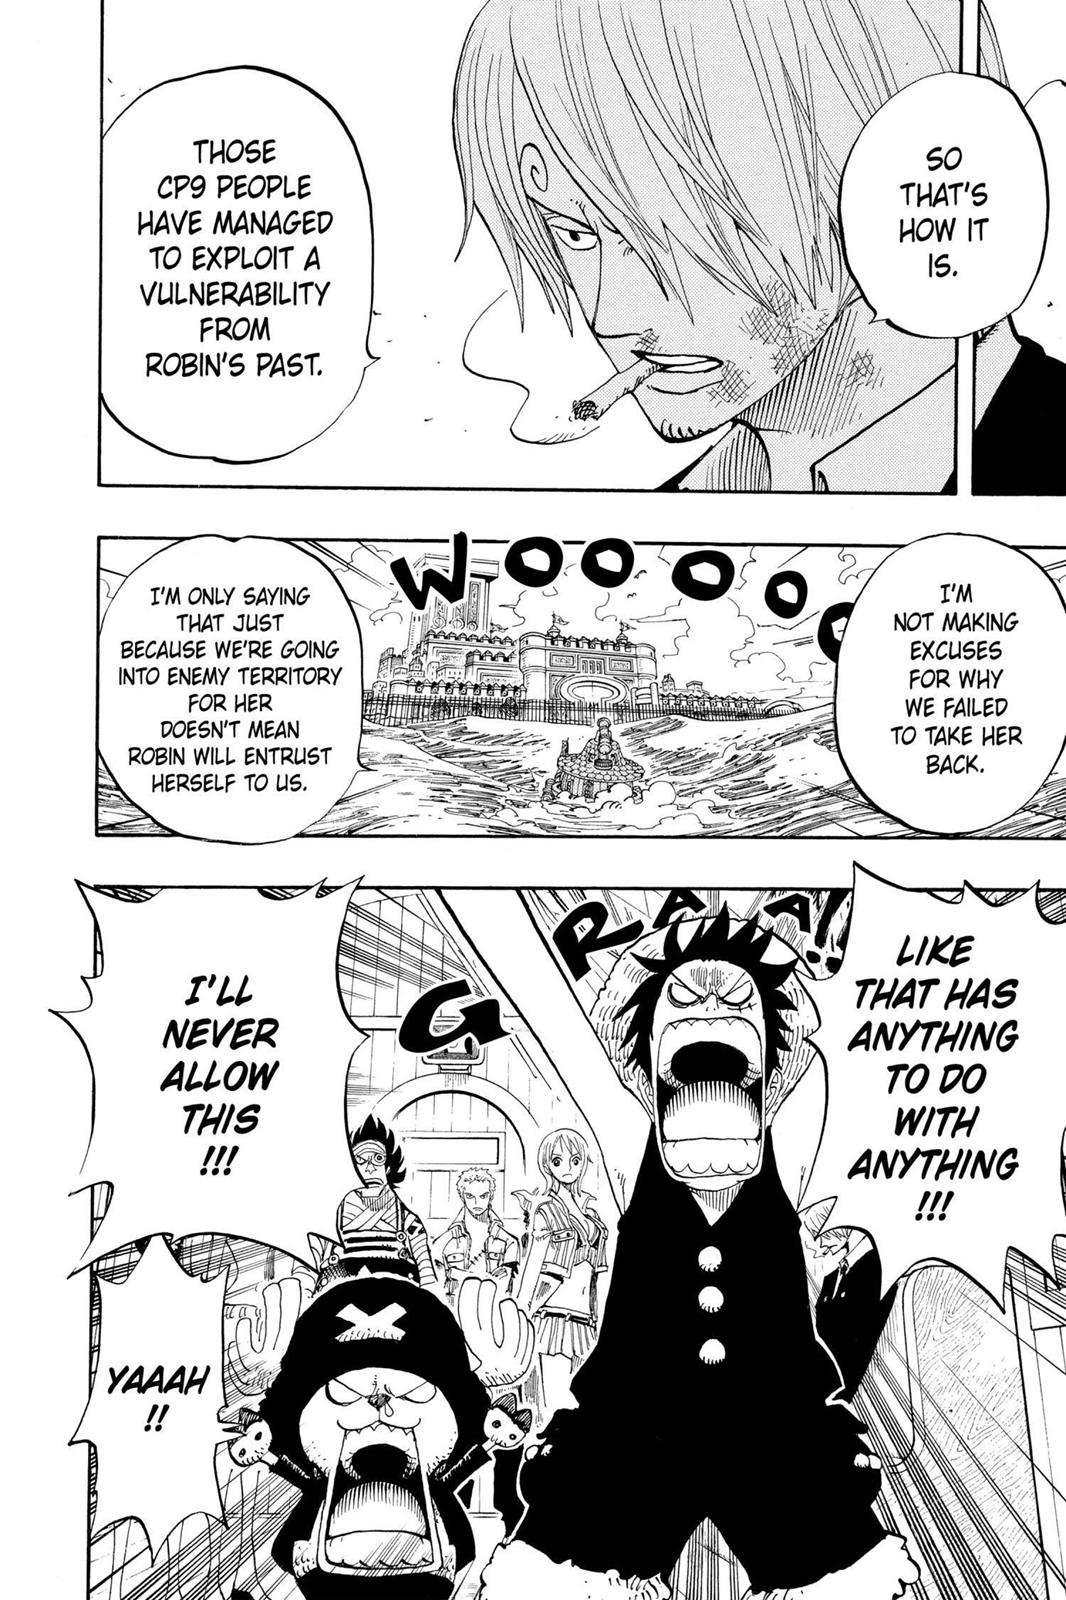 SO
THAT'S
HOW IT
IS.
THOSE
CP9 PEOPLE
HAVE MANAGED
TO EXPLOIT A
VULNERABILITY
FROM
ROBIN'S PAST.
WOOOOO
I'M
NOT MAKING
EXCUSES
FOR WHY
WE FAILED
TO TAKE HER
BACK.
I'M ONLY SAYING
THAT JUST
BECAUSE WE'RE GOING
INTO ENEMY TERRITORY
FOR HER
DOESN'T MEAN
ROBIN WILL ENTRUST
HERSELF TO US.
LIKE
THAT HAS
ANYTHING
TO DO
WITH
ANYTHING
!!!
GRAAA
I'LL
NEVER
ALLOW
THIS
!!!
YAAAH
!!